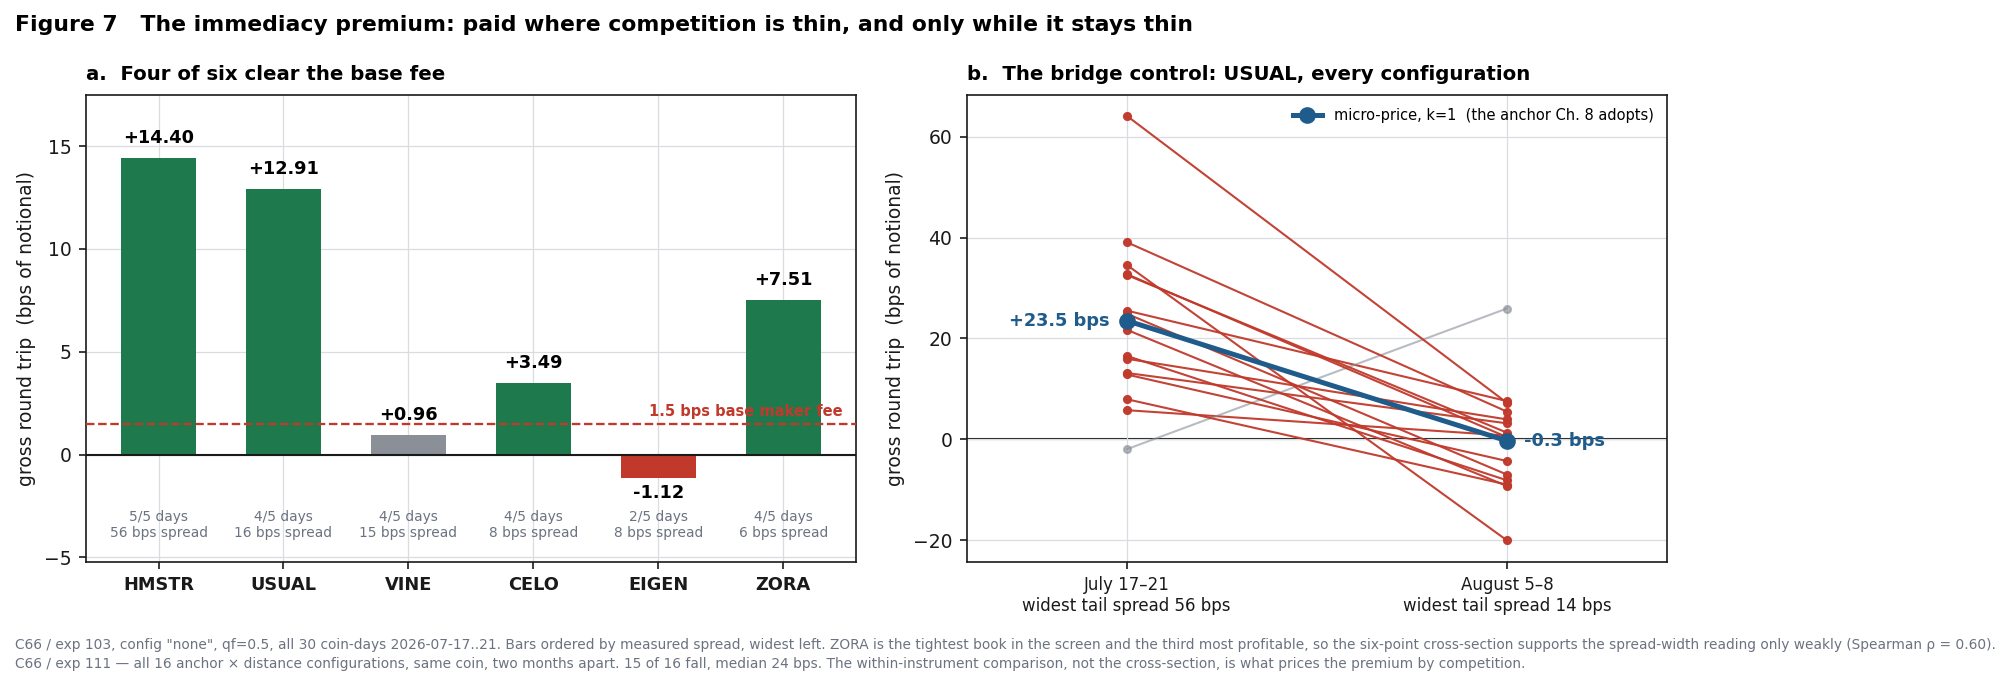 Figure 7   The immediacy premium: paid where competition is thin, and only while it stays thin
a.  Four of six clear the base fee
gross round trip  (bps of notional)
15
10
5
0
−5
+14.40
+12.91
+0.96
+3.49
-1.12
+7.51
1.5 bps base maker fee
5/5 days
56 bps spread
4/5 days
16 bps spread
4/5 days
15 bps spread
4/5 days
8 bps spread
2/5 days
8 bps spread
4/5 days
6 bps spread
HMSTR
USUAL
VINE
CELO
EIGEN
ZORA
b.  The bridge control: USUAL, every configuration
gross round trip  (bps of notional)
60
40
20
0
−20
micro-price, k=1  (the anchor Ch. 8 adopts)
+23.5 bps
-0.3 bps
July 17–21
widest tail spread 56 bps
August 5–8
widest tail spread 14 bps
C66 / exp 103, config "none", qf=0.5, all 30 coin-days 2026-07-17..21. Bars ordered by measured spread, widest left. ZORA is the tightest book in the screen and the third most profitable, so the six-point cross-section supports the spread-width reading only weakly (Spearman ρ = 0.60).
C66 / exp 111 — all 16 anchor × distance configurations, same coin, two months apart. 15 of 16 fall, median 24 bps. The within-instrument comparison, not the cross-section, is what prices the premium by competition.